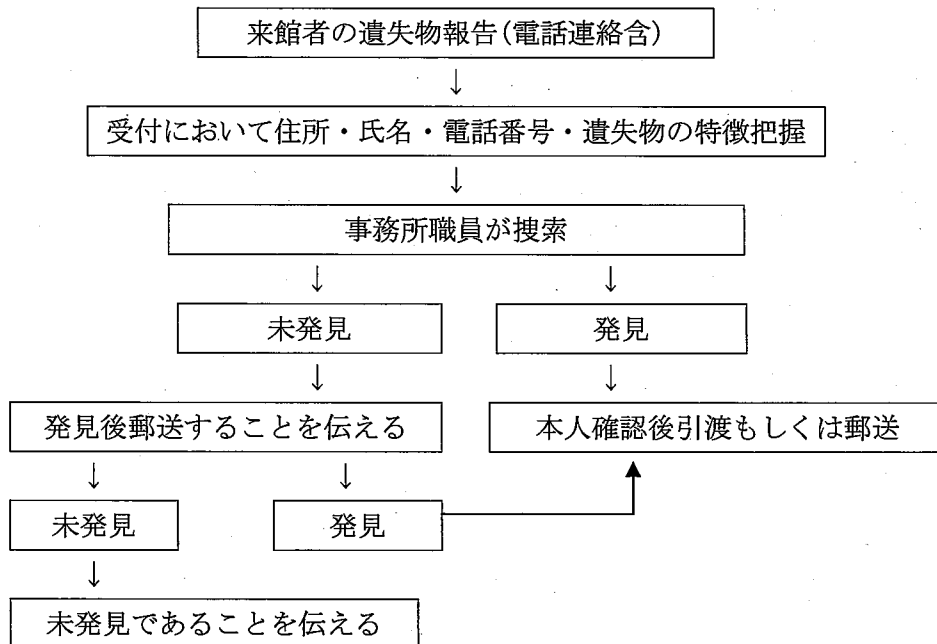 来館者の遺失物報告(電話連絡含)
↓
受付において住所・氏名・電話番号・遺失物の特徴把握
↓
事務所職員が捜索
↓ ↓
未発見 発見
↓ ↓
発見後郵送することを伝える 本人確認後引渡もしくは郵送
↓ ↓
未発見 発見
↓
未発見であることを伝える